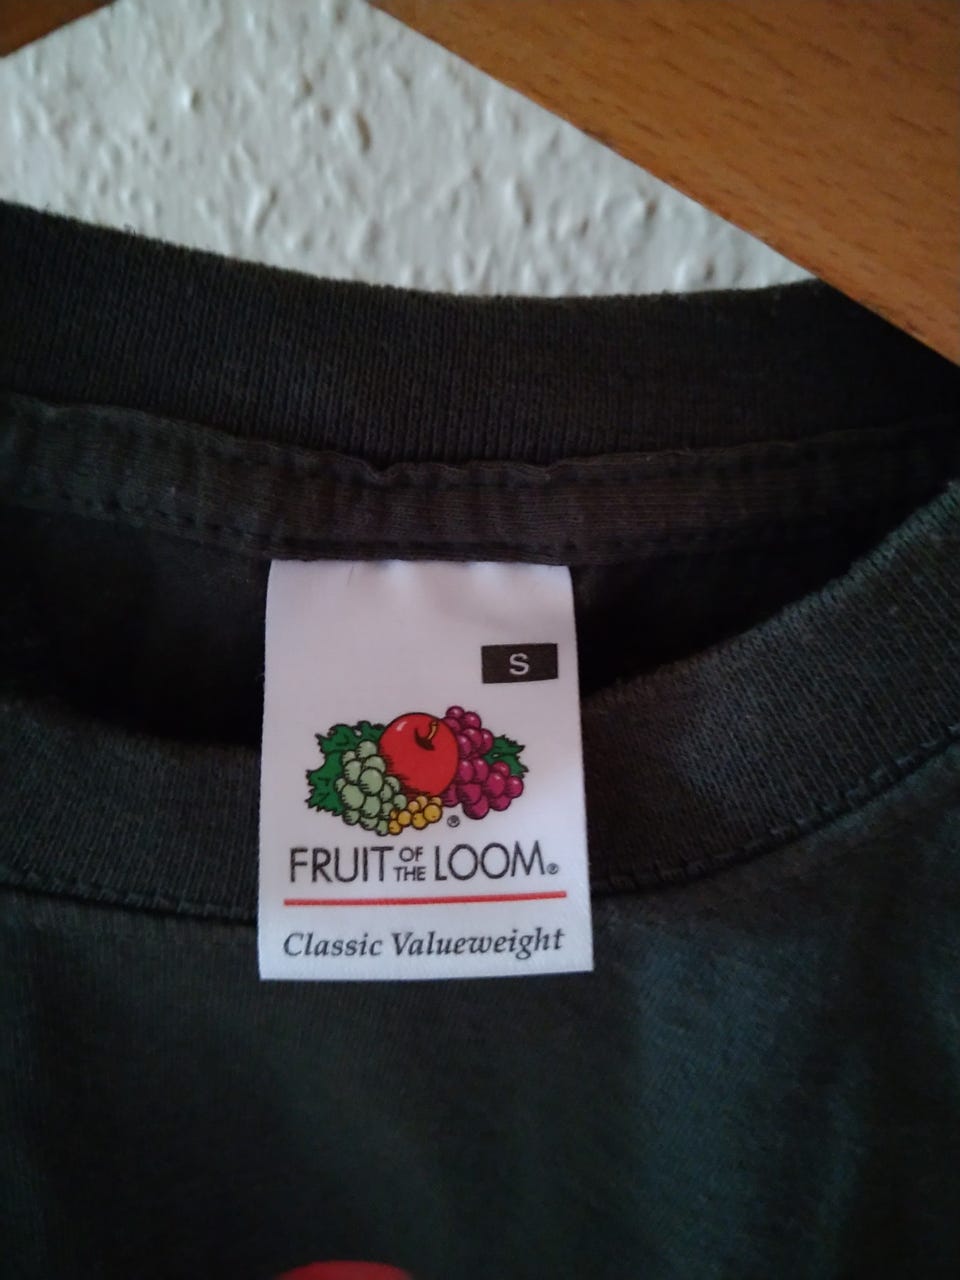 S
®
FRUIT OF THE LOOM®
Classic Valueweight